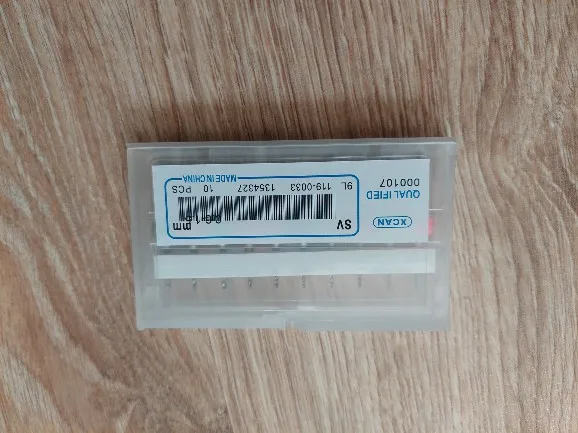 XCAN
QUALIFIED
000107
SV
mm
9L 119-0033 1354327 10 PCS
MADE IN CHINA